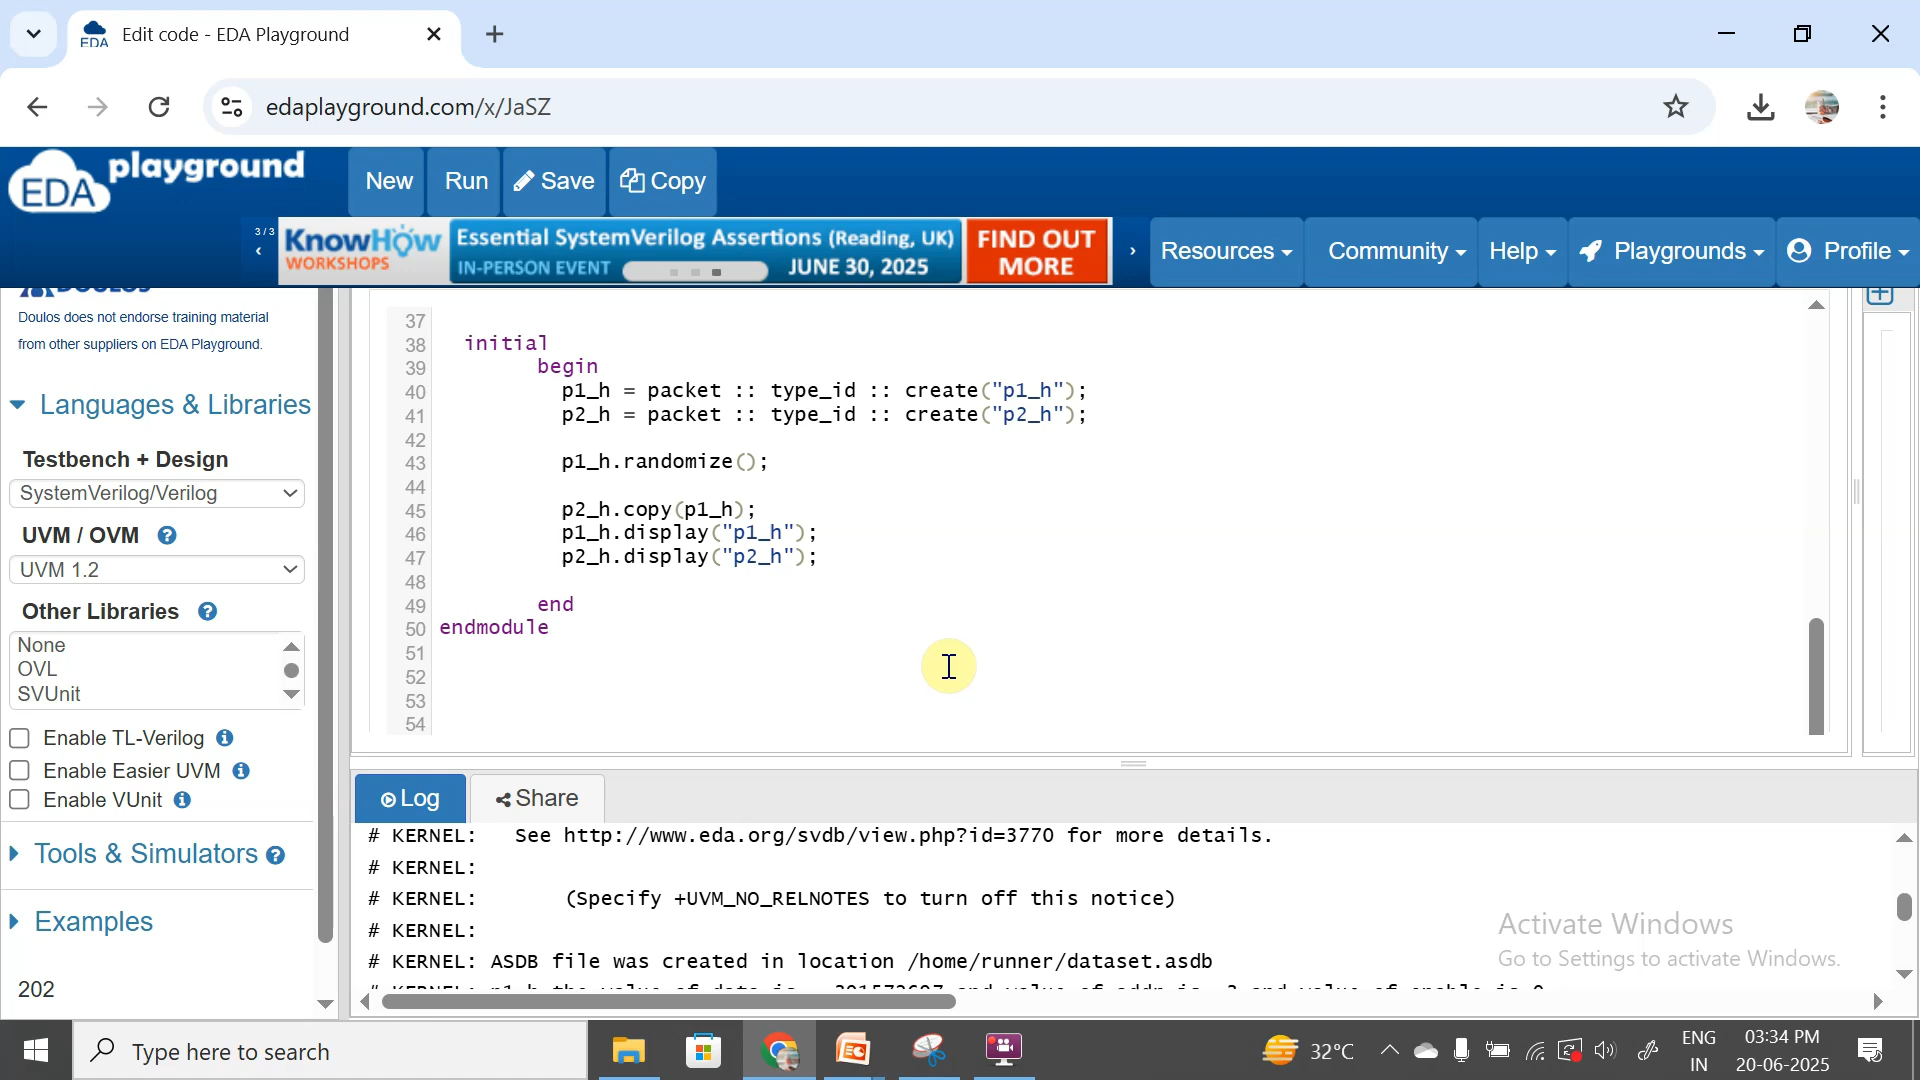 Edit code - EDA Playground
edaplayground.com/x/JaSZ
EDA playground
New
Run
Save
Copy
3/3
KnowHow WORKSHOPS
Essential SystemVerilog Assertions (Reading, UK)
IN-PERSON EVENT
JUNE 30, 2025
FIND OUT MORE
Resources
Community
Help
Playgrounds
Profile
Doulos does not endorse training material
from other suppliers on EDA Playground.
Languages & Libraries
Testbench + Design
SystemVerilog/Verilog
UVM / OVM
UVM 1.2
Other Libraries
None
OVL
SVUnit
Enable TL-Verilog
Enable Easier UVM
Enable VUnit
Tools & Simulators
Examples
202
37
38 initial
39 begin
40 p1_h = packet :: type_id :: create("p1_h");
41 p2_h = packet :: type_id :: create("p2_h");
42
43 p1_h.randomize();
44
45 p2_h.copy(p1_h);
46 p1_h.display("p1_h");
47 p2_h.display("p2_h");
48
49 end
50 endmodule
51
52
53
54
Log
Share
# KERNEL: See http://www.eda.org/svdb/view.php?id=3770 for more details.
# KERNEL:
# KERNEL: (Specify +UVM_NO_RELNOTES to turn off this notice)
# KERNEL:
# KERNEL: ASDB file was created in location /home/runner/dataset.asdb
Activate Windows
Go to Settings to activate Windows.
Type here to search
32°C
ENG
IN
03:34 PM
20-06-2025